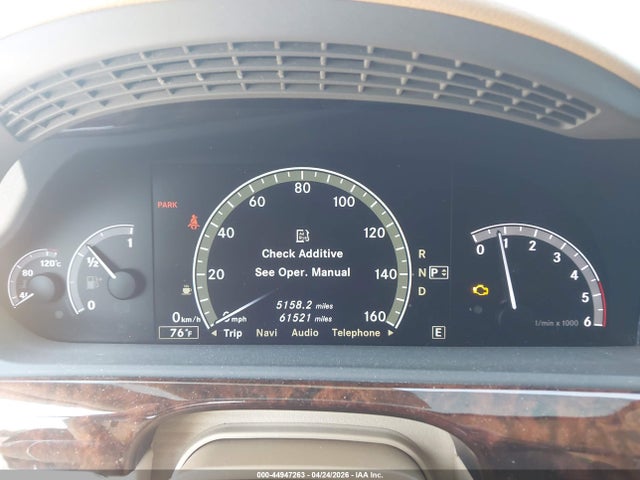 80
60
100
PARK
40
120
Check Additive
See Oper. Manual
20
140
5158.2 miles
61521 miles
0 km/h
0 mph
160
76°F
Trip Navi Audio Telephone
R
N P
D
E
120°C
80
1
1/2
0
0 1 2 3 4 5 6
1/min x 1000
000-44947263 - 04/24/2026 - IAA Inc.